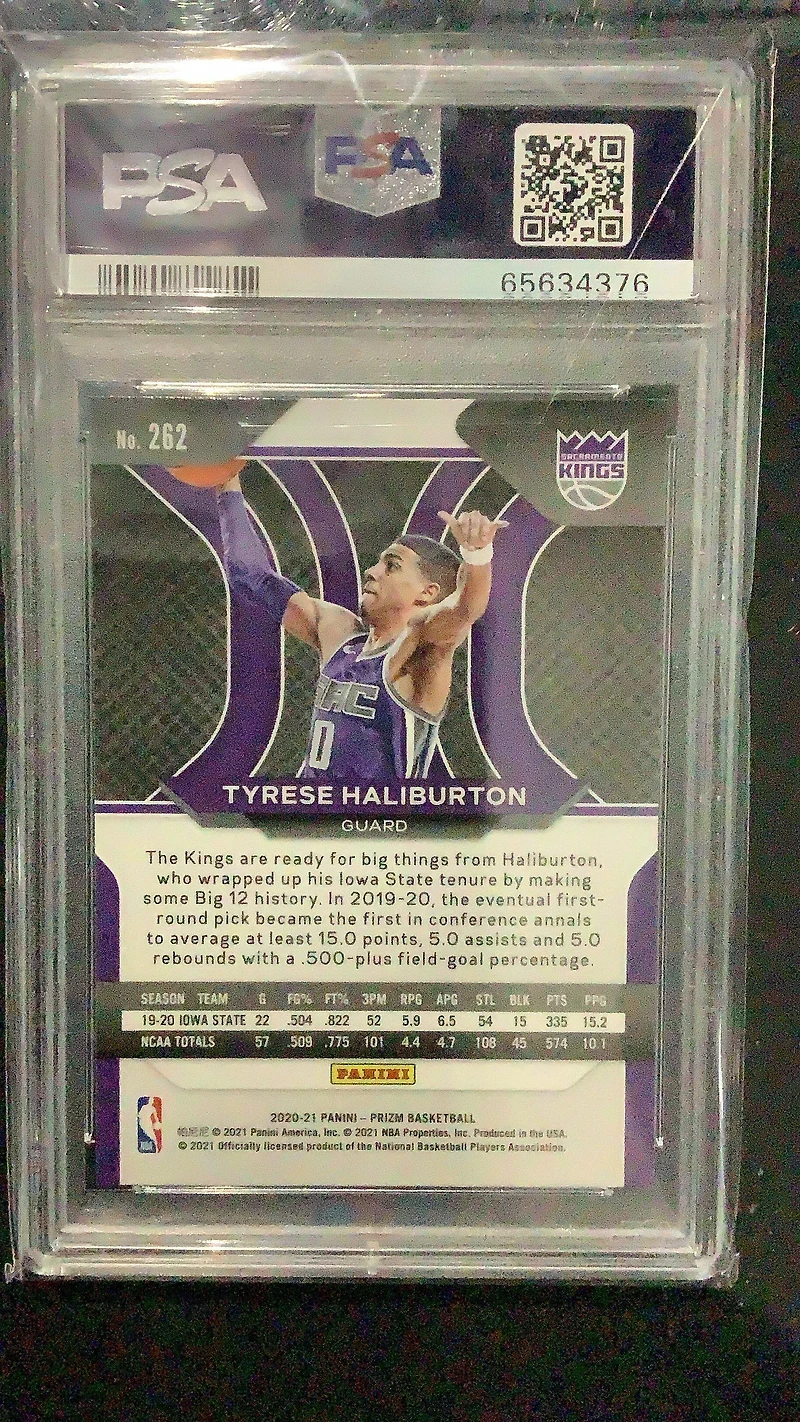 PSA
PSA
65634376
No. 262
SACRAMENTO
KINGS
SAC
0
TYRESE HALIBURTON
GUARD
The Kings are ready for big things from Haliburton,
who wrapped up his Iowa State tenure by making
some Big 12 history. In 2019-20, the eventual first-
round pick became the first in conference annals
to average at least 15.0 points, 5.0 assists and 5.0
rebounds with a .500-plus field-goal percentage.
SEASON TEAM G FG% FT% 3PM RPG APG STL BLK PTS PPG
19-20 IOWA STATE 22 .504 .822 52 5.9 6.5 54 15 335 15.2
NCAA TOTALS 57 .509 .775 101 4.4 4.7 108 45 574 10.1
PANINI
2020-21 PANINI – PRIZM BASKETBALL
帕尼尼 © 2021 Panini America, Inc. © 2021 NBA Properties, Inc. Produced in the USA.
© 2021 Officially licensed product of the National Basketball Players Association.
NBA